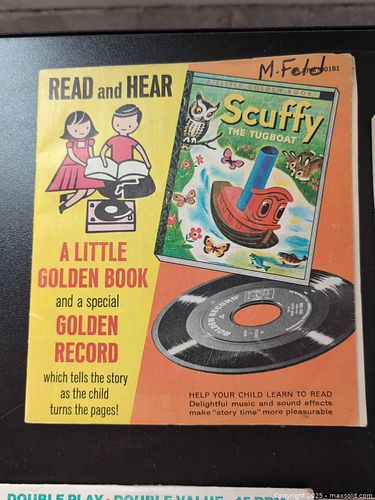 M. Feld
READ and HEAR
A LITTLE GOLDEN BOOK
Scuffy
THE TUGBOAT
A LITTLE
GOLDEN BOOK
and a special
GOLDEN
RECORD
which tells the story
as the child
turns the pages!
GOLDEN RECORD
HELP YOUR CHILD LEARN TO READ
Delightful music and sound effects
make "story time" more pleasurable
DOUBLE PLAY • DOUBLE VALUE
Copyright 2025 - maxsold.com